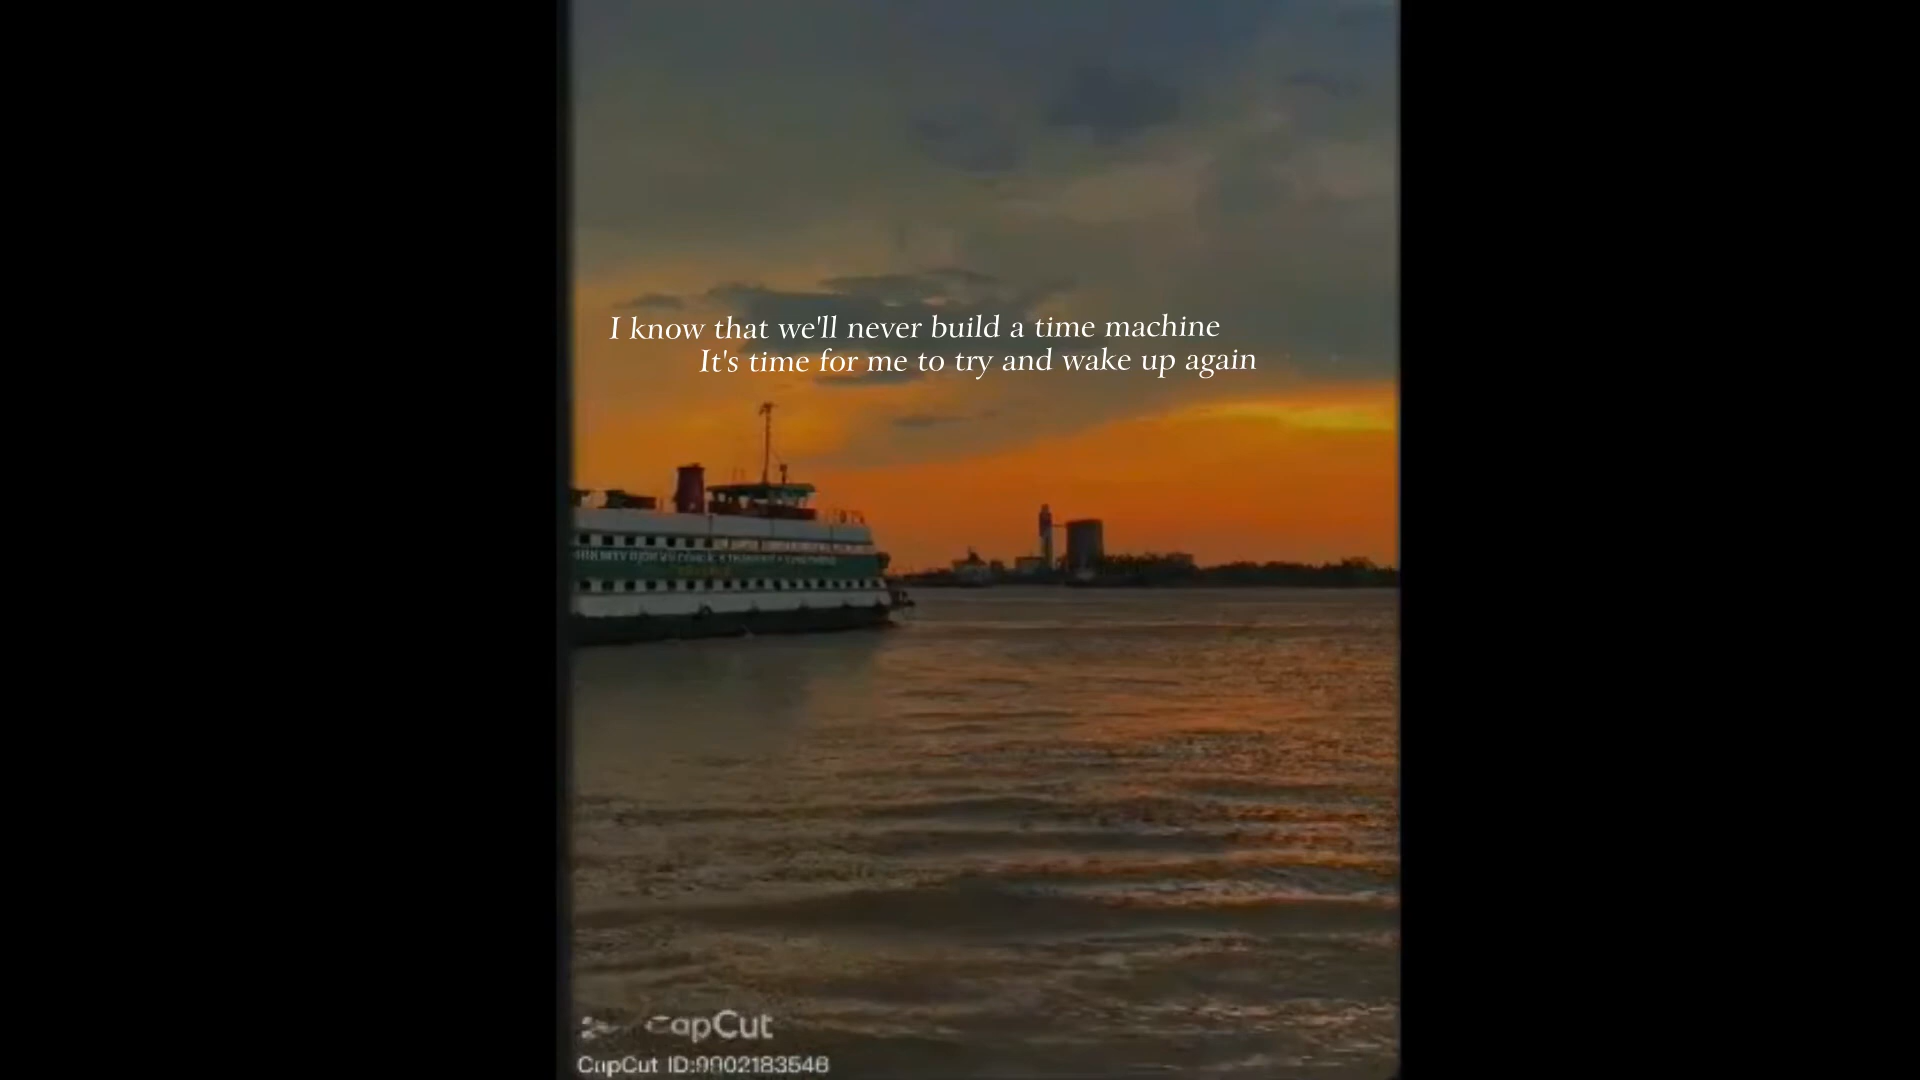 I know that we'll never build a time machine
It's time for me to try and wake up again
CapCut
CapCut ID:9002183546